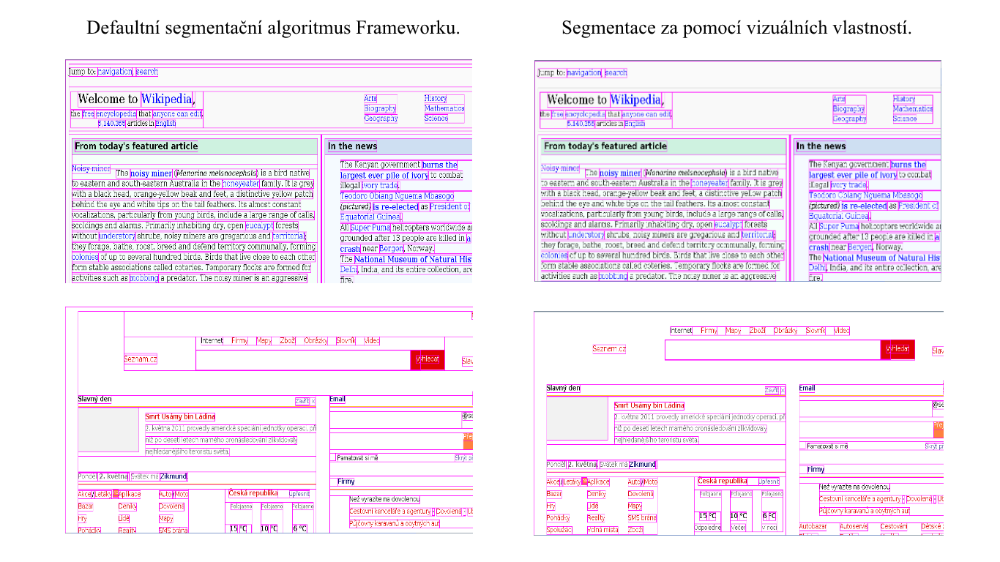 Defaultní segmentační algoritmus Frameworku.
Segmentace za pomocí vizuálních vlastností.
Jump to: navigation, search
Welcome to Wikipedia,
the free encyclopedia that anyone can edit.
5,140,355 articles in English
Arts
Biography
Geography
History
Mathematics
Science
From today's featured article
Noisy miner
The noisy miner (Manorina melanocephala) is a bird native
to eastern and south-eastern Australia in the honeyeater family. It is grey
with a black head, orange-yellow beak and feet, a distinctive yellow patch
behind the eye and white tips on the tail feathers. Its almost constant
vocalizations, particularly from young birds, include a large range of calls,
scoldings and alarms. Primarily inhabiting dry, open eucalypt forests
without understory shrubs, noisy miners are gregarious and territorial;
they forage, bathe, roost, breed and defend territory communally, forming
colonies of up to several hundred birds. Birds that live close to each other
form stable associations called coteries. Temporary flocks are formed for
activities such as mobbing a predator. The noisy miner is an aggressive
In the news
The Kenyan government burns the
largest ever pile of ivory to combat
illegal ivory trade.
Teodoro Obiang Nguema Mbasogo
(pictured) is re-elected as President of
Equatorial Guinea.
All Super Puma helicopters worldwide a
grounded after 13 people are killed in a
crash near Bergen, Norway.
The National Museum of Natural His
Delhi, India, and its entire collection, are
fire.
Jump to: navigation, search
Welcome to Wikipedia,
the free encyclopedia that anyone can edit.
5,140,355 articles in English
Arts
Biography
Geography
History
Mathematics
Science
From today's featured article
Noisy miner
The noisy miner (Manorina melanocephala) is a bird native
to eastern and south-eastern Australia in the honeyeater family. It is grey
with a black head, orange-yellow beak and feet, a distinctive yellow patch
behind the eye and white tips on the tail feathers. Its almost constant
vocalizations, particularly from young birds, include a large range of calls,
scoldings and alarms. Primarily inhabiting dry, open eucalypt forests
without understory shrubs, noisy miners are gregarious and territorial;
they forage, bathe, roost, breed and defend territory communally, forming
colonies of up to several hundred birds. Birds that live close to each other
form stable associations called coteries. Temporary flocks are formed for
activities such as mobbing a predator. The noisy miner is an aggressive
In the news
The Kenyan government burns the
largest ever pile of ivory to combat
illegal ivory trade.
Teodoro Obiang Nguema Mbasogo
(pictured) is re-elected as President of
Equatorial Guinea.
All Super Puma helicopters worldwide a
grounded after 13 people are killed in a
crash near Bergen, Norway.
The National Museum of Natural His
Delhi, India, and its entire collection, are
fire.
Internet Firmy Mapy Zboží Obrázky Slovník Video
Seznam.cz
Vyhledat
Slav
Slavný den
Zavřít x
Smrt Usámy bin Ládina
2. května 2011 provedly americké speciální jednotky operaci, při
níž po deseti letech marného pronásledování zlikvidovaly
nejhledanějšího teroristu světa.
Pondělí 2. května, Svátek má Zikmund
Akce/Letáky Aplikace Auto/Moto
Bazar Deníky Dovolená
Hry Lidé Mapy
Pohádky Reality SMS brána
Česká republika Upřesnit
Polojasno Polojasno Polojasno
15 °C 10 °C 6 °C
Email
@se
Pře
Pamatovat si mě Skrýt př
Firmy
Než vyrazíte na dovolenou
Cestovní kanceláře a agentury, Dovolená, Ub
Půjčovny karavanů a obytných aut
Internet Firmy Mapy Zboží Obrázky Slovník Video
Seznam.cz
Vyhledat
Slav
Slavný den
Zavřít x
Smrt Usámy bin Ládina
2. května 2011 provedly americké speciální jednotky operaci, při
níž po deseti letech marného pronásledování zlikvidovaly
nejhledanějšího teroristu světa.
Pondělí 2. května, Svátek má Zikmund
Akce/Letáky Aplikace Auto/Moto
Bazar Deníky Dovolená
Hry Lidé Mapy
Pohádky Reality SMS brána
Spolužáci Volná místa Zboží
Česká republika Upřesnit
Polojasno Polojasno Polojasno
15 °C 10 °C 6 °C
Odpoledne Večer V noci
Email
@se
Pře
Pamatovat si mě Skrýt př
Firmy
Než vyrazíte na dovolenou
Cestovní kanceláře a agentury, Dovolená, Ub
Půjčovny karavanů a obytných aut
Autobazar Autoservis Cestování Dětské